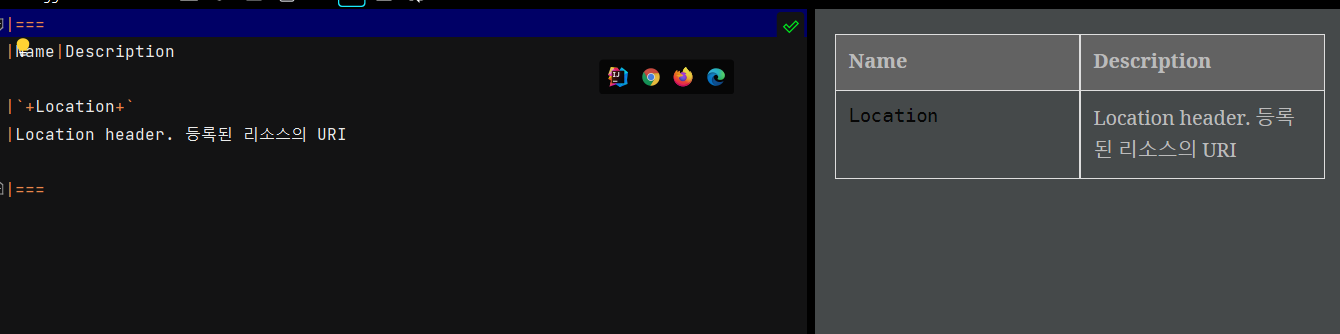 |===
|Name|Description
|`+Location+`
|Location header. 등록된 리소스의 URI
|===
Name Description
Location
Location header. 등록
된 리소스의 URI